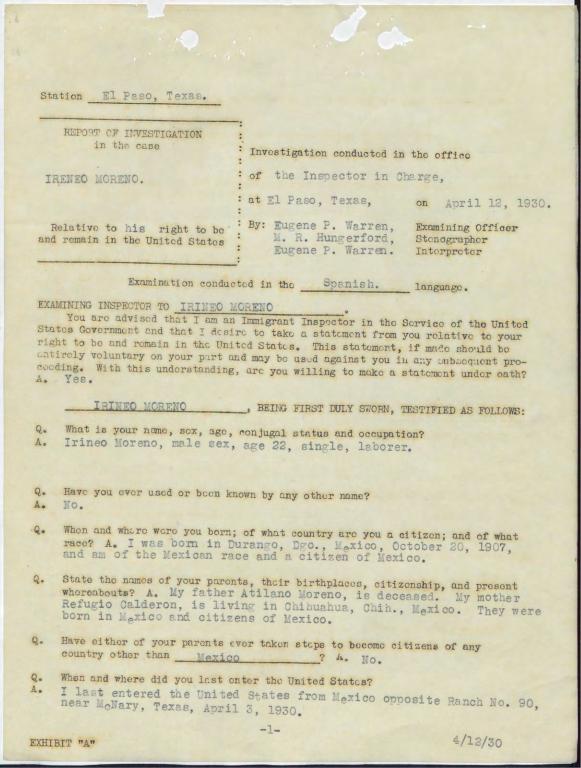 Station El Paso, Texas.
REPORT OF INVESTIGATION
in the case
IRENEO MORENO.
Relative to his right to be
and remain in the United States
Investigation conducted in the office
of the Inspector in Charge,
at El Paso, Texas, on April 12, 1930.
By: Eugene P. Warren, Examining Officer
M. R. Hungerford, Stenographer
Eugene P. Warren. Interpreter
Examination conducted in the Spanish. language.
EXAMINING INSPECTOR TO IRINEO MORENO .
You are advised that I am an Immigrant Inspector in the Service of the United
States Government and that I desire to take a statement from you relative to your
right to be and remain in the United States. This statement, if made should be
entirely voluntary on your part and may be used against you in any subsequent pro-
ceeding. With this understanding, are you willing to make a statement under oath?
A. Yes.
IRINEO MORENO , BEING FIRST DULY SWORN, TESTIFIED AS FOLLOWS:
Q. What is your name, sex, age, conjugal status and occupation?
A. Irineo Moreno, male sex, age 22, single, laborer.
Q. Have you ever used or been known by any other name?
A. No.
Q. When and where were you born; of what country are you a citizen; and of what
race? A. I was born in Durango, Dgo., Mexico, October 20, 1907,
and am of the Mexican race and a citizen of Mexico.
Q. State the names of your parents, their birthplaces, citizenship, and present
whereabouts? A. My father Atilano Moreno, is deceased. My mother
Refugio Calderon, is living in Chihuahua, Chih., Mexico. They were
born in Mexico and citizens of Mexico.
Q. Have either of your parents ever taken steps to become citizens of any
country other than Mexico ? A. No.
Q. When and where did you last enter the United States?
A. I last entered the United States from Mexico opposite Ranch No. 90,
near McNary, Texas, April 3, 1930.
-1-
EXHIBIT "A"
4/12/30